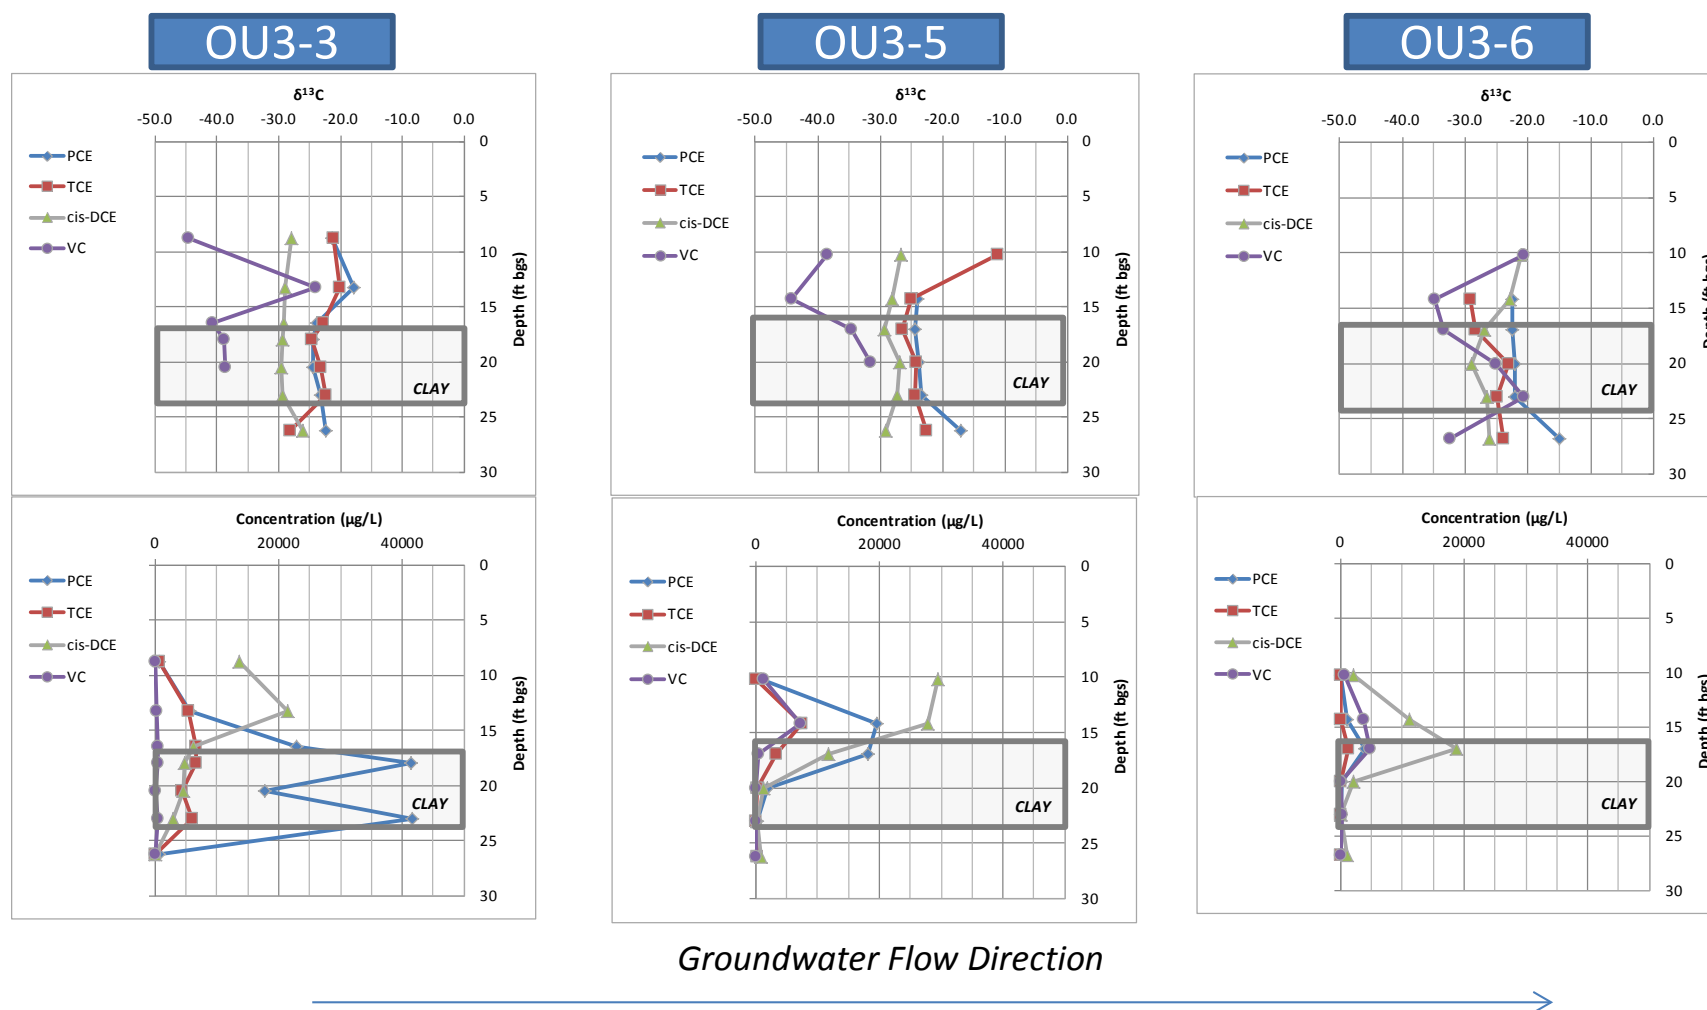 OU3-3
OU3-5
OU3-6
δ¹³C
-50.0 -40.0 -30.0 -20.0 -10.0 0.0
PCE
TCE
cis-DCE
VC
0
5
10
15
20
25
30
Depth (ft bgs)
CLAY
δ¹³C
-50.0 -40.0 -30.0 -20.0 -10.0 0.0
PCE
TCE
cis-DCE
VC
0
5
10
15
20
25
30
Depth (ft bgs)
CLAY
δ¹³C
-50.0 -40.0 -30.0 -20.0 -10.0 0.0
PCE
TCE
cis-DCE
VC
0
5
10
15
20
25
30
Depth (ft bgs)
CLAY
Concentration (µg/L)
0 20000 40000
PCE
TCE
cis-DCE
VC
0
5
10
15
20
25
30
Depth (ft bgs)
CLAY
Concentration (µg/L)
0 20000 40000
PCE
TCE
cis-DCE
VC
0
5
10
15
20
25
30
Depth (ft bgs)
CLAY
Concentration (µg/L)
0 20000 40000
PCE
TCE
cis-DCE
VC
0
5
10
15
20
25
30
Depth (ft bgs)
CLAY
Groundwater Flow Direction